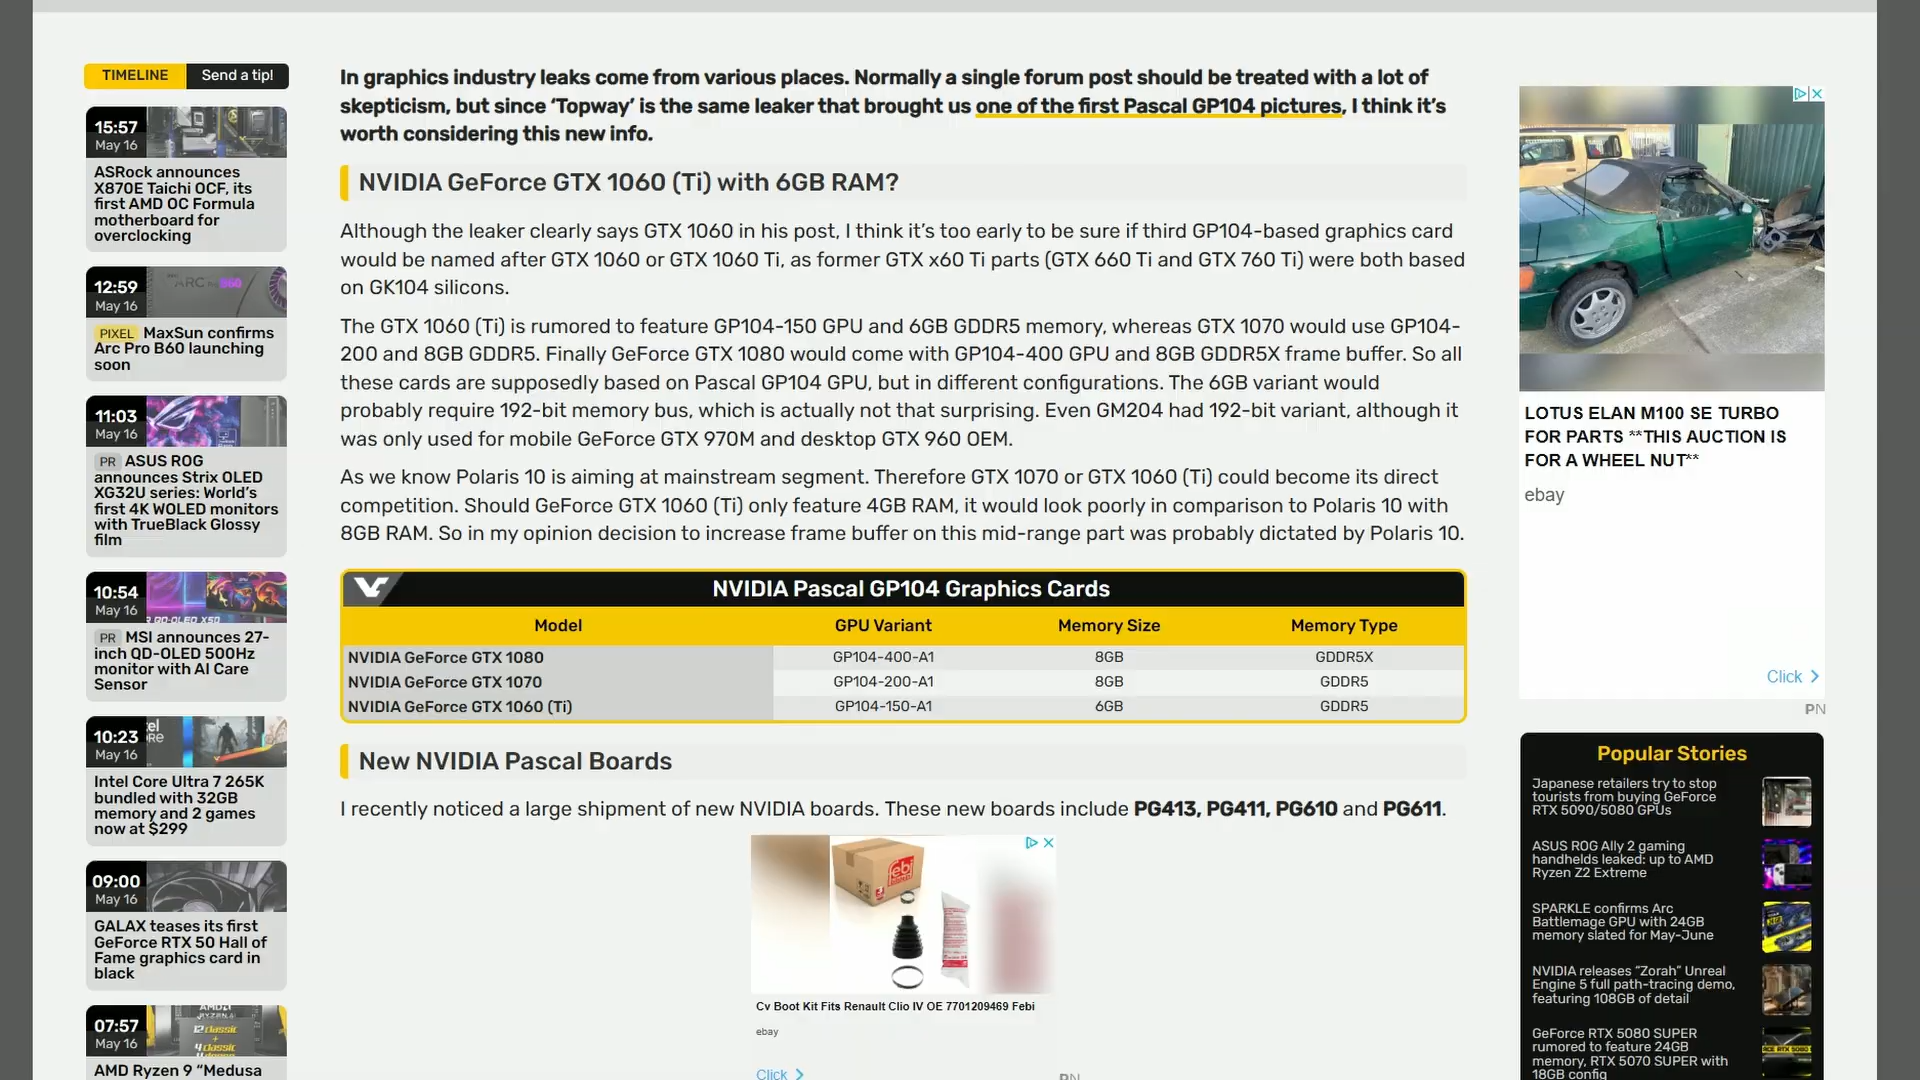 TIMELINE
Send a tip!
15:57
May 16
ASRock announces
X870E Taichi OCF, its
first AMD OC Formula
motherboard for
overclocking
12:59
May 16
ARC PRO B60
PIXEL MaxSun confirms
Arc Pro B60 launching
soon
11:03
May 16
PR ASUS ROG
announces Strix OLED
XG32U series: World's
first 4K WOLED monitors
with TrueBlack Glossy
film
10:54
May 16
PR MSI announces 27-
inch QD-OLED 500Hz
monitor with AI Care
Sensor
10:23
May 16
Intel Core Ultra 7 265K
bundled with 32GB
memory and 2 games
now at $299
09:00
May 16
GALAX teases its first
GeForce RTX 50 Hall of
Fame graphics card in
black
07:57
May 16
RYZEN
12 classic
+
4 classic
AMD Ryzen 9 “Medusa
In graphics industry leaks come from various places. Normally a single forum post should be treated with a lot of
skepticism, but since ‘Topway’ is the same leaker that brought us one of the first Pascal GP104 pictures, I think it’s
worth considering this new info.
NVIDIA GeForce GTX 1060 (Ti) with 6GB RAM?
Although the leaker clearly says GTX 1060 in his post, I think it’s too early to be sure if third GP104-based graphics card
would be named after GTX 1060 or GTX 1060 Ti, as former GTX x60 Ti parts (GTX 660 Ti and GTX 760 Ti) were both based
on GK104 silicons.
The GTX 1060 (Ti) is rumored to feature GP104-150 GPU and 6GB GDDR5 memory, whereas GTX 1070 would use GP104-
200 and 8GB GDDR5. Finally GeForce GTX 1080 would come with GP104-400 GPU and 8GB GDDR5X frame buffer. So all
these cards are supposedly based on Pascal GP104 GPU, but in different configurations. The 6GB variant would
probably require 192-bit memory bus, which is actually not that surprising. Even GM204 had 192-bit variant, although it
was only used for mobile GeForce GTX 970M and desktop GTX 960 OEM.
As we know Polaris 10 is aiming at mainstream segment. Therefore GTX 1070 or GTX 1060 (Ti) could become its direct
competition. Should GeForce GTX 1060 (Ti) only feature 4GB RAM, it would look poorly in comparison to Polaris 10 with
8GB RAM. So in my opinion decision to increase frame buffer on this mid-range part was probably dictated by Polaris 10.
NVIDIA Pascal GP104 Graphics Cards
Model GPU Variant Memory Size Memory Type
NVIDIA GeForce GTX 1080 GP104-400-A1 8GB GDDR5X
NVIDIA GeForce GTX 1070 GP104-200-A1 8GB GDDR5
NVIDIA GeForce GTX 1060 (Ti) GP104-150-A1 6GB GDDR5
New NVIDIA Pascal Boards
I recently noticed a large shipment of new NVIDIA boards. These new boards include PG413, PG411, PG610 and PG611.
febi
Cv Boot Kit Fits Renault Clio IV OE 7701209469 Febi
ebay
Click
PN
LOTUS ELAN M100 SE TURBO
FOR PARTS **THIS AUCTION IS
FOR A WHEEL NUT**
ebay
Click
PN
Popular Stories
Japanese retailers try to stop
tourists from buying GeForce
RTX 5090/5080 GPUs
ASUS ROG Ally 2 gaming
handhelds leaked: up to AMD
Ryzen Z2 Extreme
SPARKLE confirms Arc
Battlemage GPU with 24GB
memory slated for May-June
NVIDIA releases “Zorah” Unreal
Engine 5 full path-tracing demo,
featuring 108GB of detail
GeForce RTX 5080 SUPER
rumored to feature 24GB
memory, RTX 5070 SUPER with
18GB config